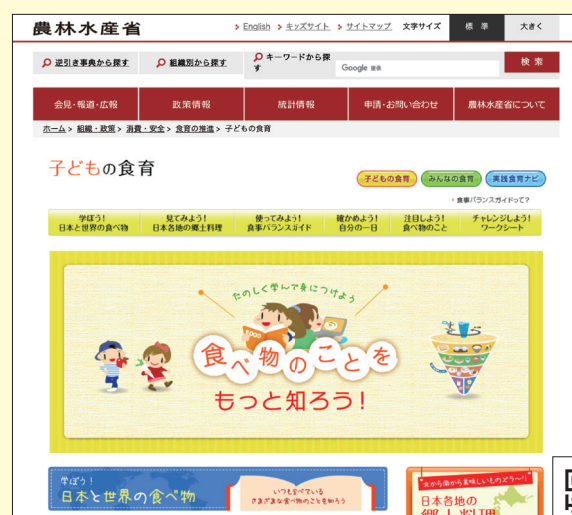 農林水産省
English キッズサイト サイトマップ 文字サイズ 標準 大きく
逆引き事典から探す 組織別から探す キーワードから探す Google 検索
会見・報道・広報 政策情報 統計情報 申請・お問い合わせ 農林水産省について
ホーム > 組織・政策 > 消費・安全 > 食育の推進 > 子どもの食育
子どもの食育
子どもの食育 みんなの食育 実践食育ナビ
食事バランスガイドって?
学ぼう! 見てみよう! 使ってみよう! 確かめよう! 注目しよう! チャレンジしよう!
日本と世界の食べ物 日本各地の郷土料理 食事バランスガイド 自分の一日 食べ物のこと ワークシート
たのしく学んで身につけよう
FOOD
食べ物のことを
もっと知ろう!
学ぼう!
日本と世界の食べ物
いつも食べている
さまざまな食べ物のことを知ろう
北から南から美味しいものズラ〜リ
日本各地の
郷土料理